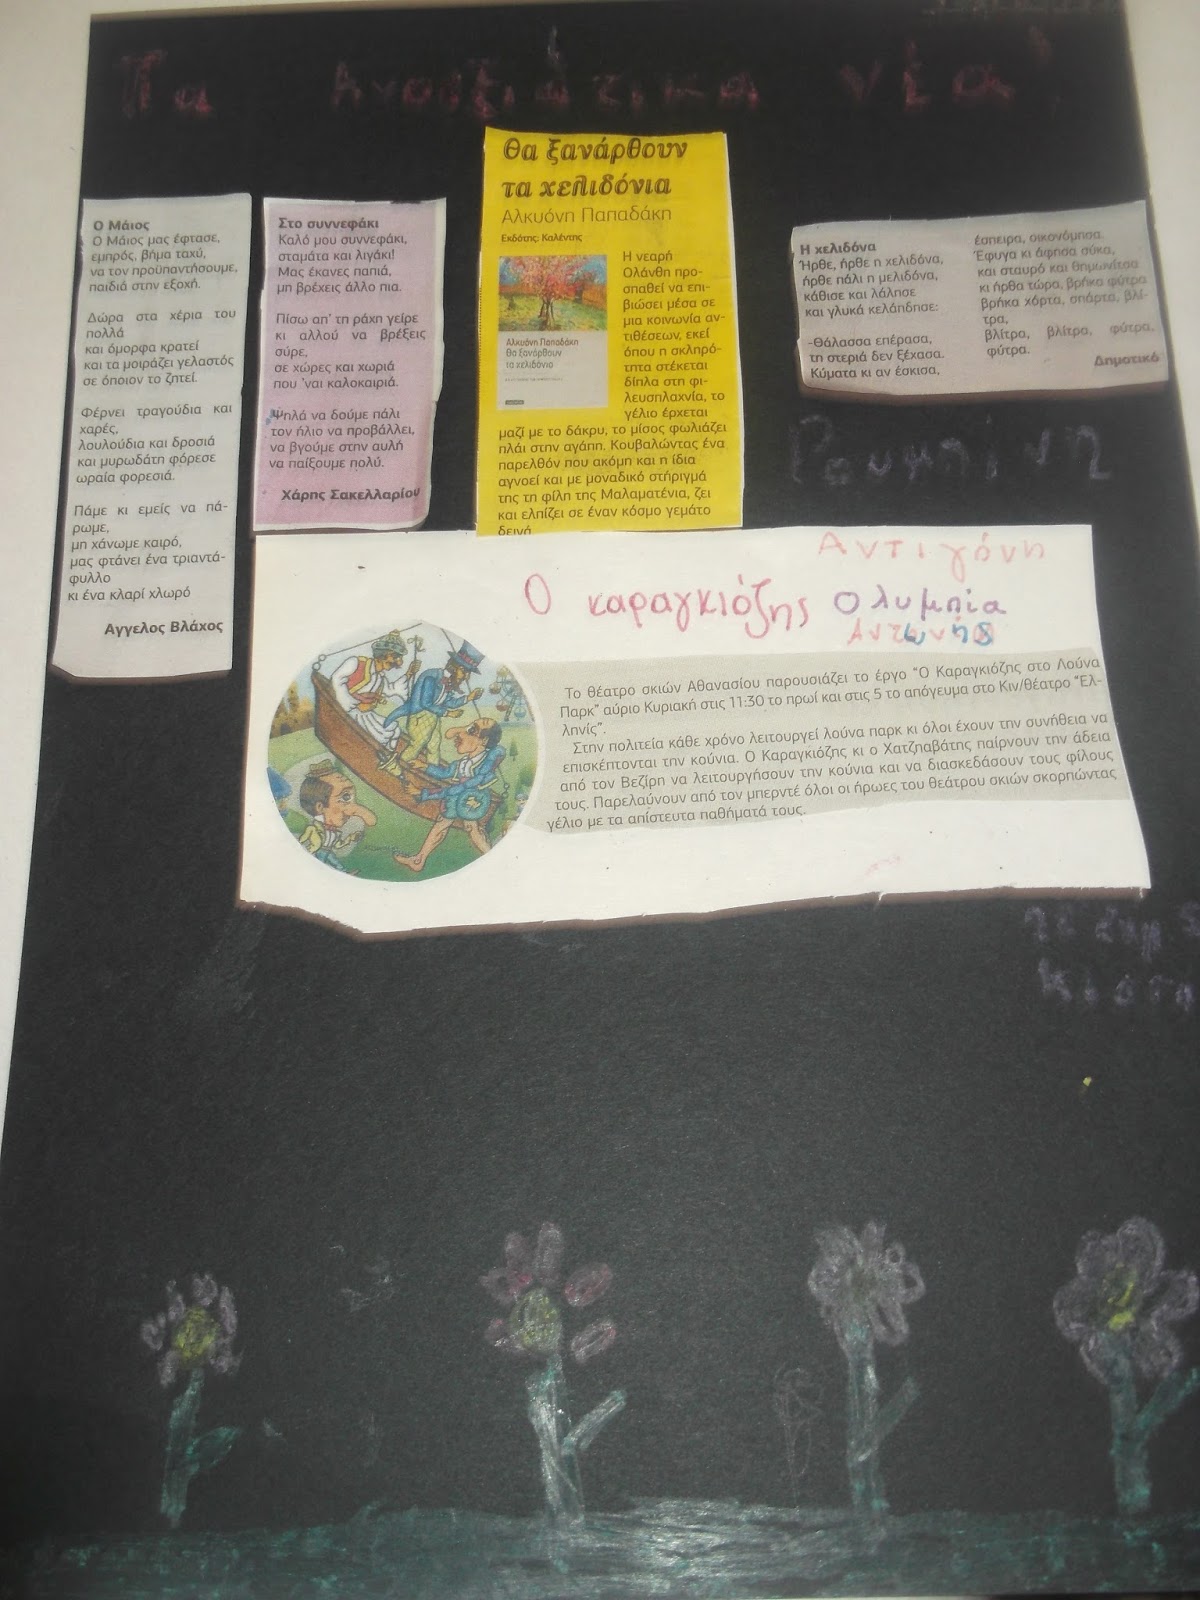 Τα Ανοιξιάτικα νέα!
Ο Μάιος
Ο Μάιος μας έφτασε,
εμπρός, βήμα ταχύ,
να τον προϋπαντήσουμε,
παιδιά στην εξοχή.
Δώρα στα χέρια του
πολλά
και όμορφα κρατεί
και τα μοιράζει γελαστός
σε όποιον το ζητεί.
Φέρνει τραγούδια και
χαρές,
λουλούδια και δροσιά
και μυρωδάτη φόρεσε
ωραία φορεσιά.
Πάμε κι εμείς να πά-
ρωμε,
μη χάνωμε καιρό,
μας φτάνει ένα τριαντά-
φυλλο
κι ένα κλαρί χλωρό
Αγγελος Βλάχος
Στο συννεφάκι
Καλό μου συννεφάκι,
σταμάτα και λιγάκι!
Μας έκανες παπιά,
μη βρέχεις άλλο πια.
Πίσω απ' τη ράχη γείρε
κι αλλού να βρέξεις
σύρε,
σε χώρες και χωριά
που 'ναι καλοκαιριά.
Ψηλά να δούμε πάλι
τον ήλιο να προβάλλει,
να βγούμε στην αυλή
να παίξουμε πολύ.
Χάρης Σακελλαρίου
Θα ξανάρθουν
τα χελιδόνια
Αλκυόνη Παπαδάκη
Εκδότης: Καλέντης
Αλκυόνη Παπαδάκη
Θα ξανάρθουν
τα χελιδόνια
Η νεαρή
Ολάνθη προ-
σπαθεί να επι-
βιώσει μέσα σε
μια κοινωνία αν-
τιθέσεων, εκεί
όπου η σκληρό-
τητα στέκεται
δίπλα στη φι-
λευσπλαχνία, το
γέλιο έρχεται
μαζί με το δάκρυ, το μίσος φωλιάζει
πλάι στην αγάπη. Κουβαλώντας ένα
παρελθόν που ακόμη και η ίδια
αγνοεί και με μοναδικό στήριγμά
της τη φίλη της Μαλαματένια, ζει
και ελπίζει σε έναν κόσμο γεμάτο
δεινά
Η χελιδόνα
Ήρθε, ήρθε η χελιδόνα,
ήρθε πάλι η μελιδόνα,
κάθισε και λάλησε
και γλυκά κελάηδησε:
-Θάλασσα επέρασα,
τη στεριά δεν ξέχασα.
Κύματα κι αν έσκισα,
έσπειρα, οικονόμησα.
Έφυγα κι άφησα σύκα,
και σταυρό και θημωνίτσα
κι ήρθα τώρα, βρήκα φύτρα
βρήκα χόρτα, σπάρτα, βλί-
τρα,
βλίτρα, βλίτρα, φύτρα,
φύτρα.
Δημοτικό
Ρουμπίνη
Αντιγόνη
Ο καραγκιόζης Ολυμπία
Αντώνης
Το θέατρο σκιών Αθανασίου παρουσιάζει το έργο "Ο Καραγκιόζης στο Λούνα
Παρκ" αύριο Κυριακή στις 11:30 το πρωί και στις 5 το απόγευμα στο Κιν/θέατρο "Ελ-
ληνίς".
Στην πολιτεία κάθε χρόνο λειτουργεί λούνα παρκ κι όλοι έχουν την συνήθεια να
επισκέπτονται την κούνια. Ο Καραγκιόζης κι ο Χατζηαβάτης παίρνουν την άδεια
από τον Βεζίρη να λειτουργήσουν την κούνια και να διασκεδάσουν τους φίλους
τους. Παρελαύνουν από τον μπερντέ όλοι οι ήρωες του θεάτρου σκιών σκορπώντας
γέλιο με τα απίστευτα παθήματά τους.